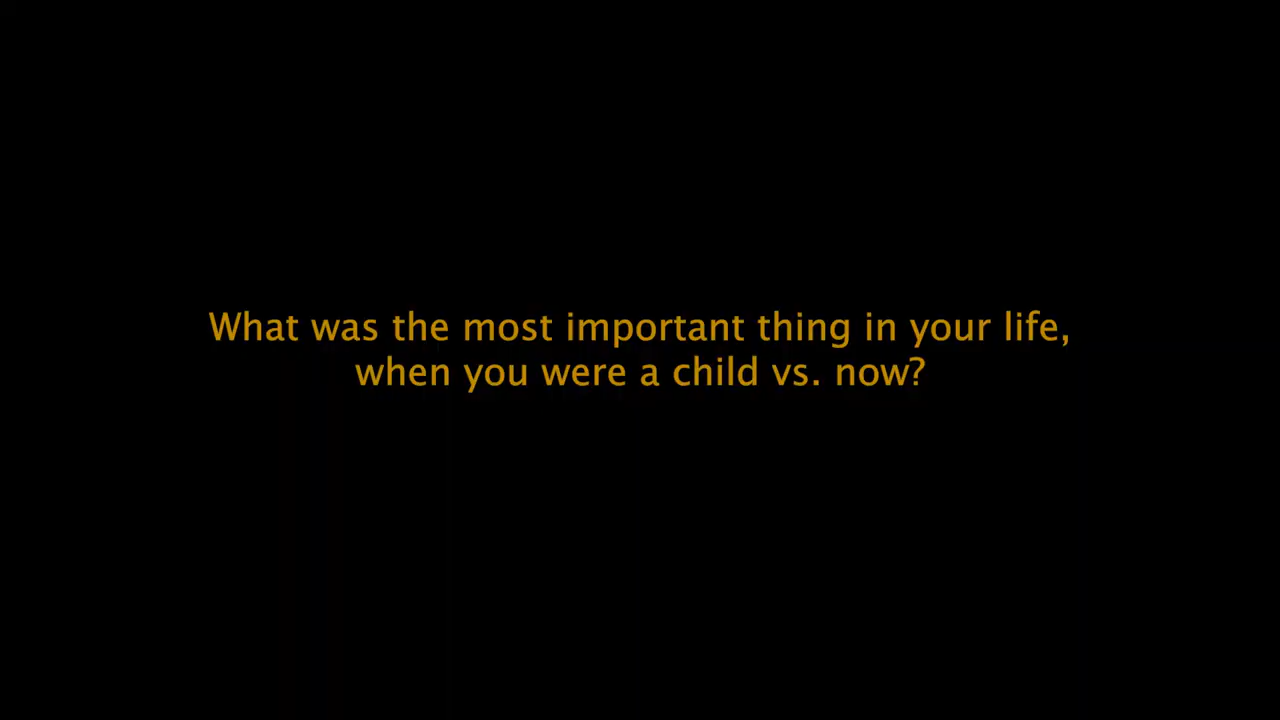 What was the most important thing in your life,
when you were a child vs. now?